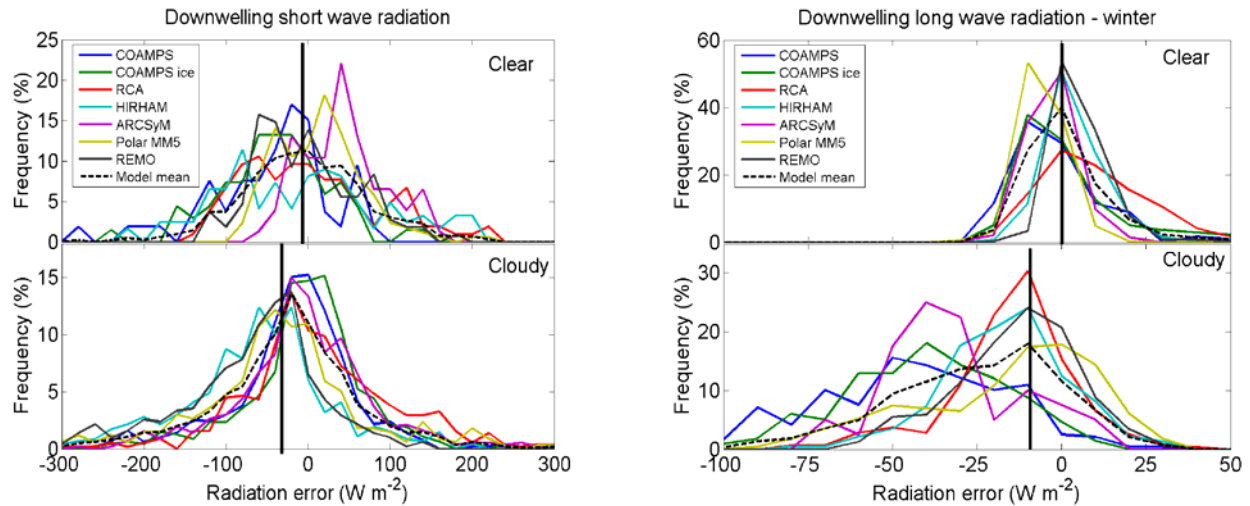 Downwelling short wave radiation
25
20
15
10
5
0
Frequency (%)
COAMPS
COAMPS ice
RCA
HIRHAM
ARCSyM
Polar MM5
REMO
Model mean
Clear
15
10
5
0
Frequency (%)
Cloudy
-300 -200 -100 0 100 200 300
Radiation error (W m⁻²)
Downwelling long wave radiation - winter
60
40
20
0
Frequency (%)
COAMPS
COAMPS ice
RCA
HIRHAM
ARCSyM
Polar MM5
REMO
Model mean
Clear
30
20
10
0
Frequency (%)
Cloudy
-100 -75 -50 -25 0 25 50
Radiation error (W m⁻²)